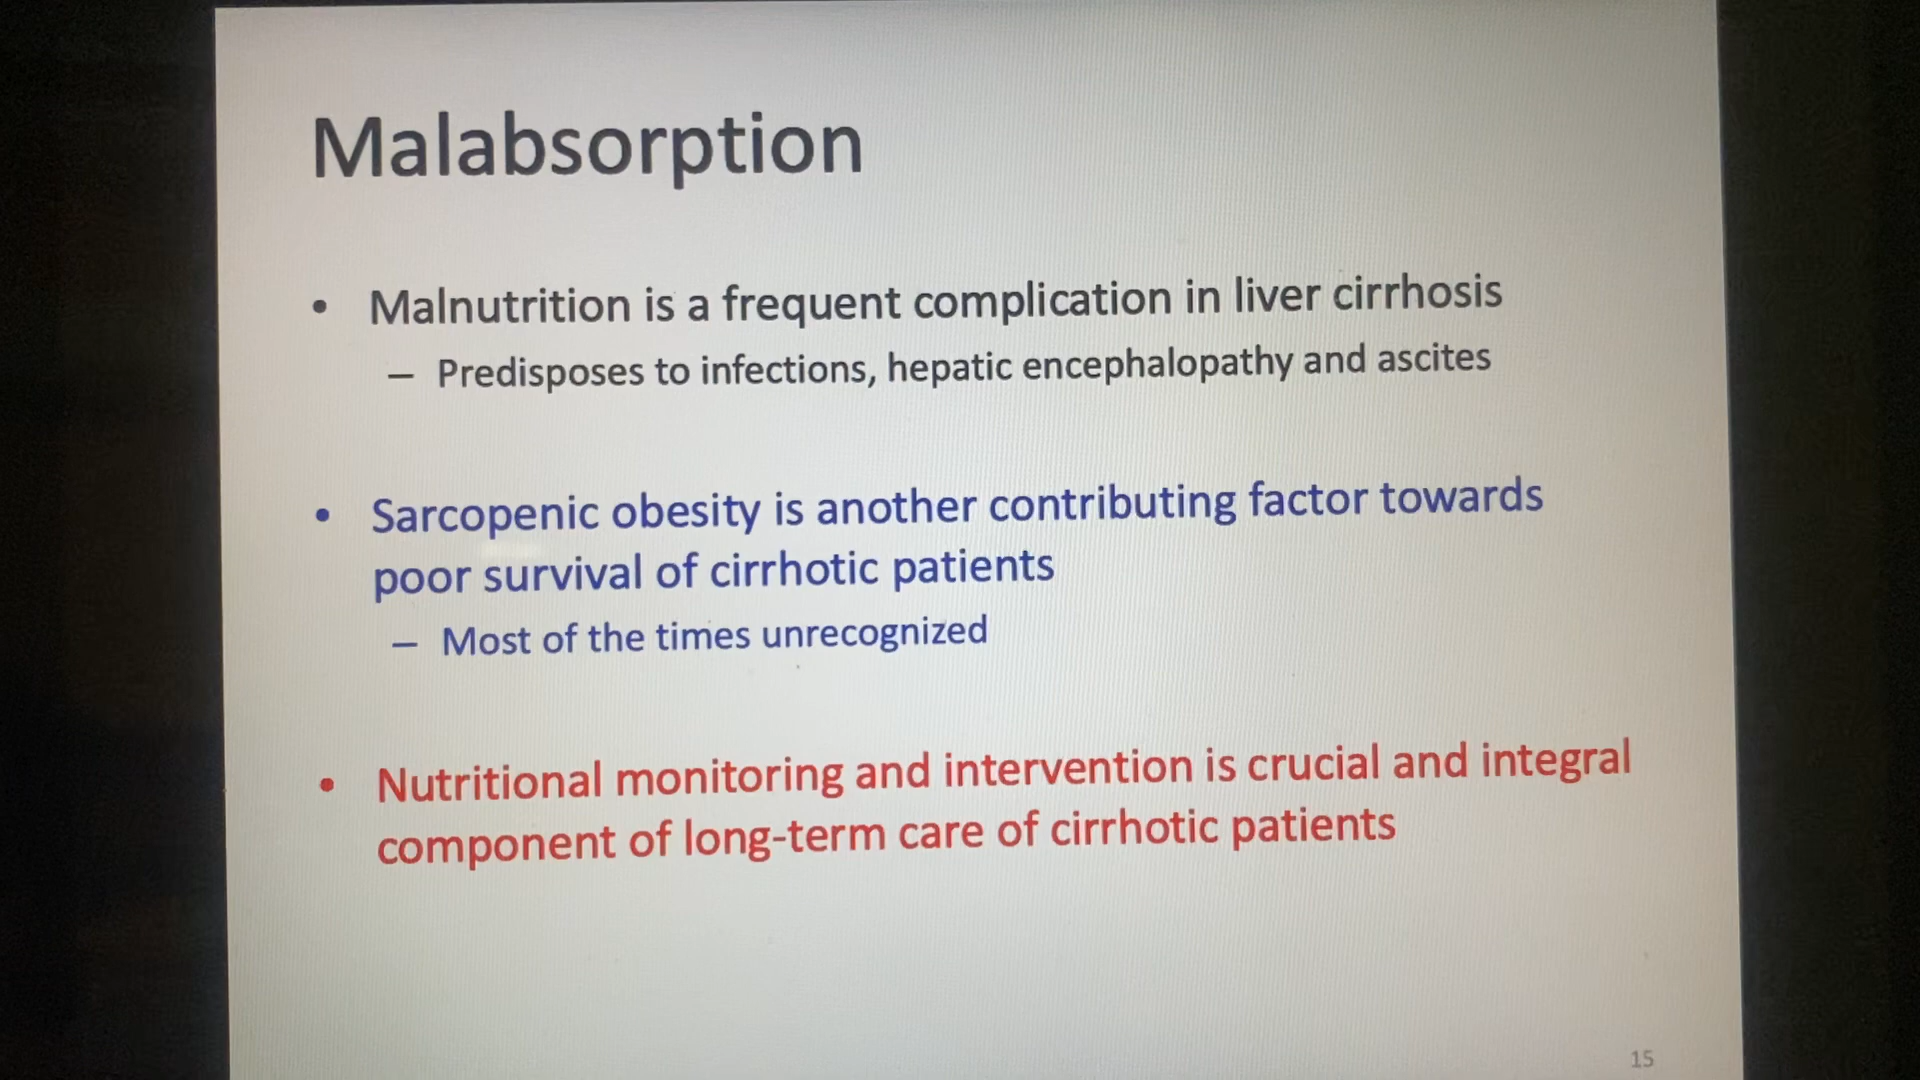 Malabsorption
• Malnutrition is a frequent complication in liver cirrhosis
– Predisposes to infections, hepatic encephalopathy and ascites
• Sarcopenic obesity is another contributing factor towards
poor survival of cirrhotic patients
– Most of the times unrecognized
• Nutritional monitoring and intervention is crucial and integral
component of long-term care of cirrhotic patients
15